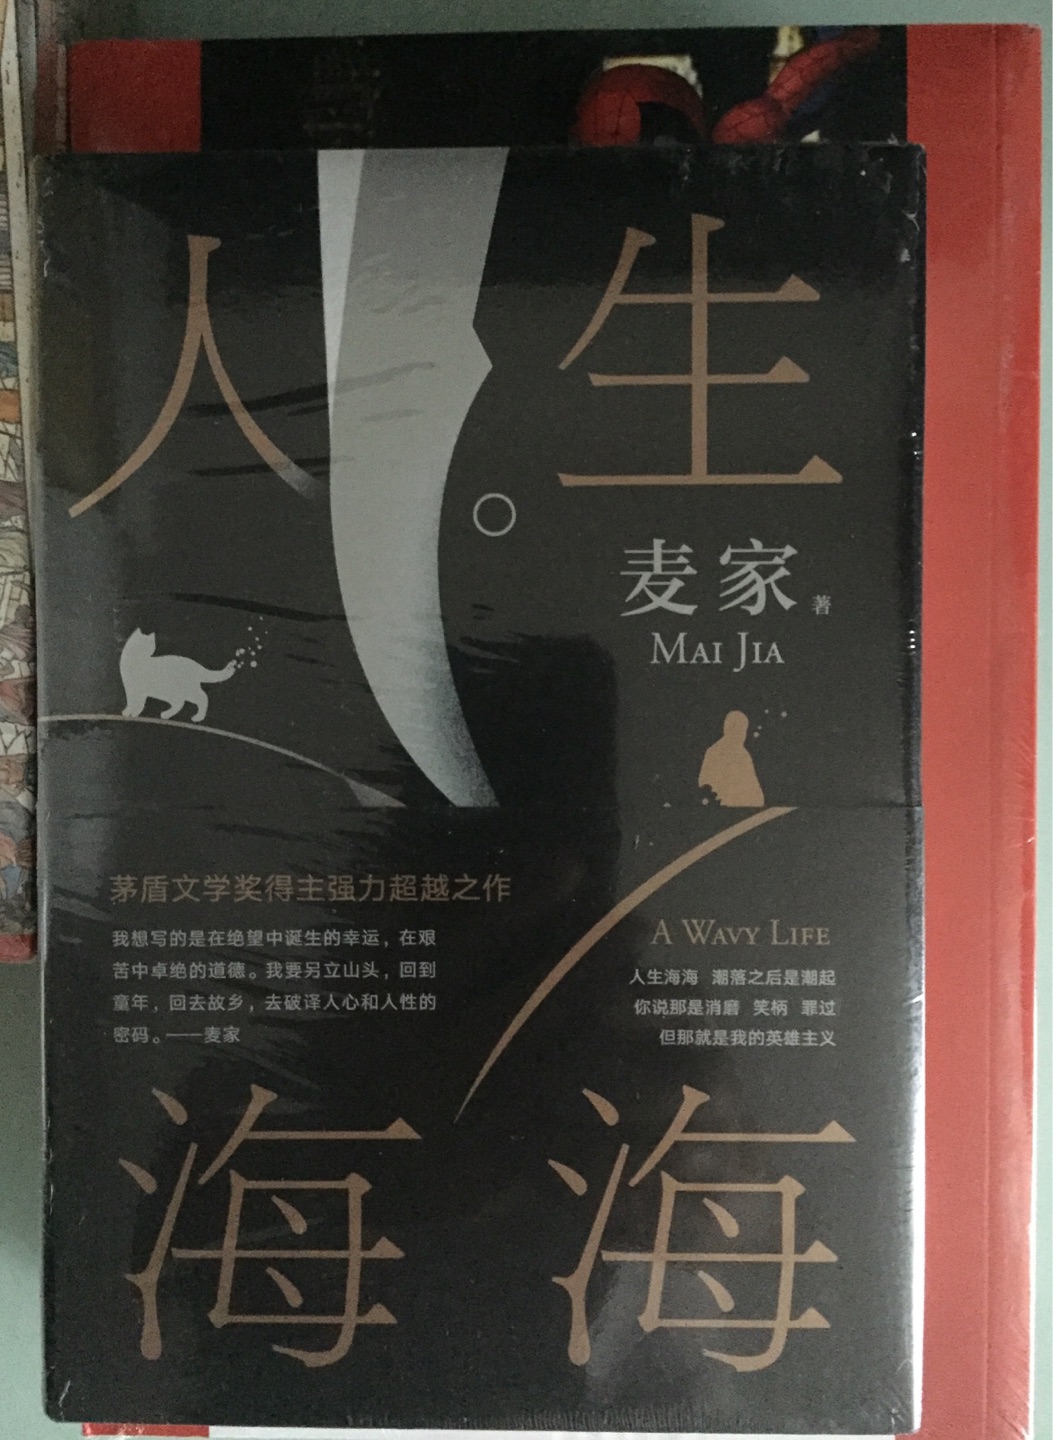 人生
麦家 著
MAI JIA
茅盾文学奖得主强力超越之作
我想写的是在绝望中诞生的幸运，在艰
苦中卓绝的道德。我要另立山头，回到
童年，回去故乡，去破译人心和人性的
密码。——麦家
A WAVY LIFE
人生海海 潮落之后是潮起
你说那是消磨 笑柄 罪过
但那就是我的英雄主义
海海